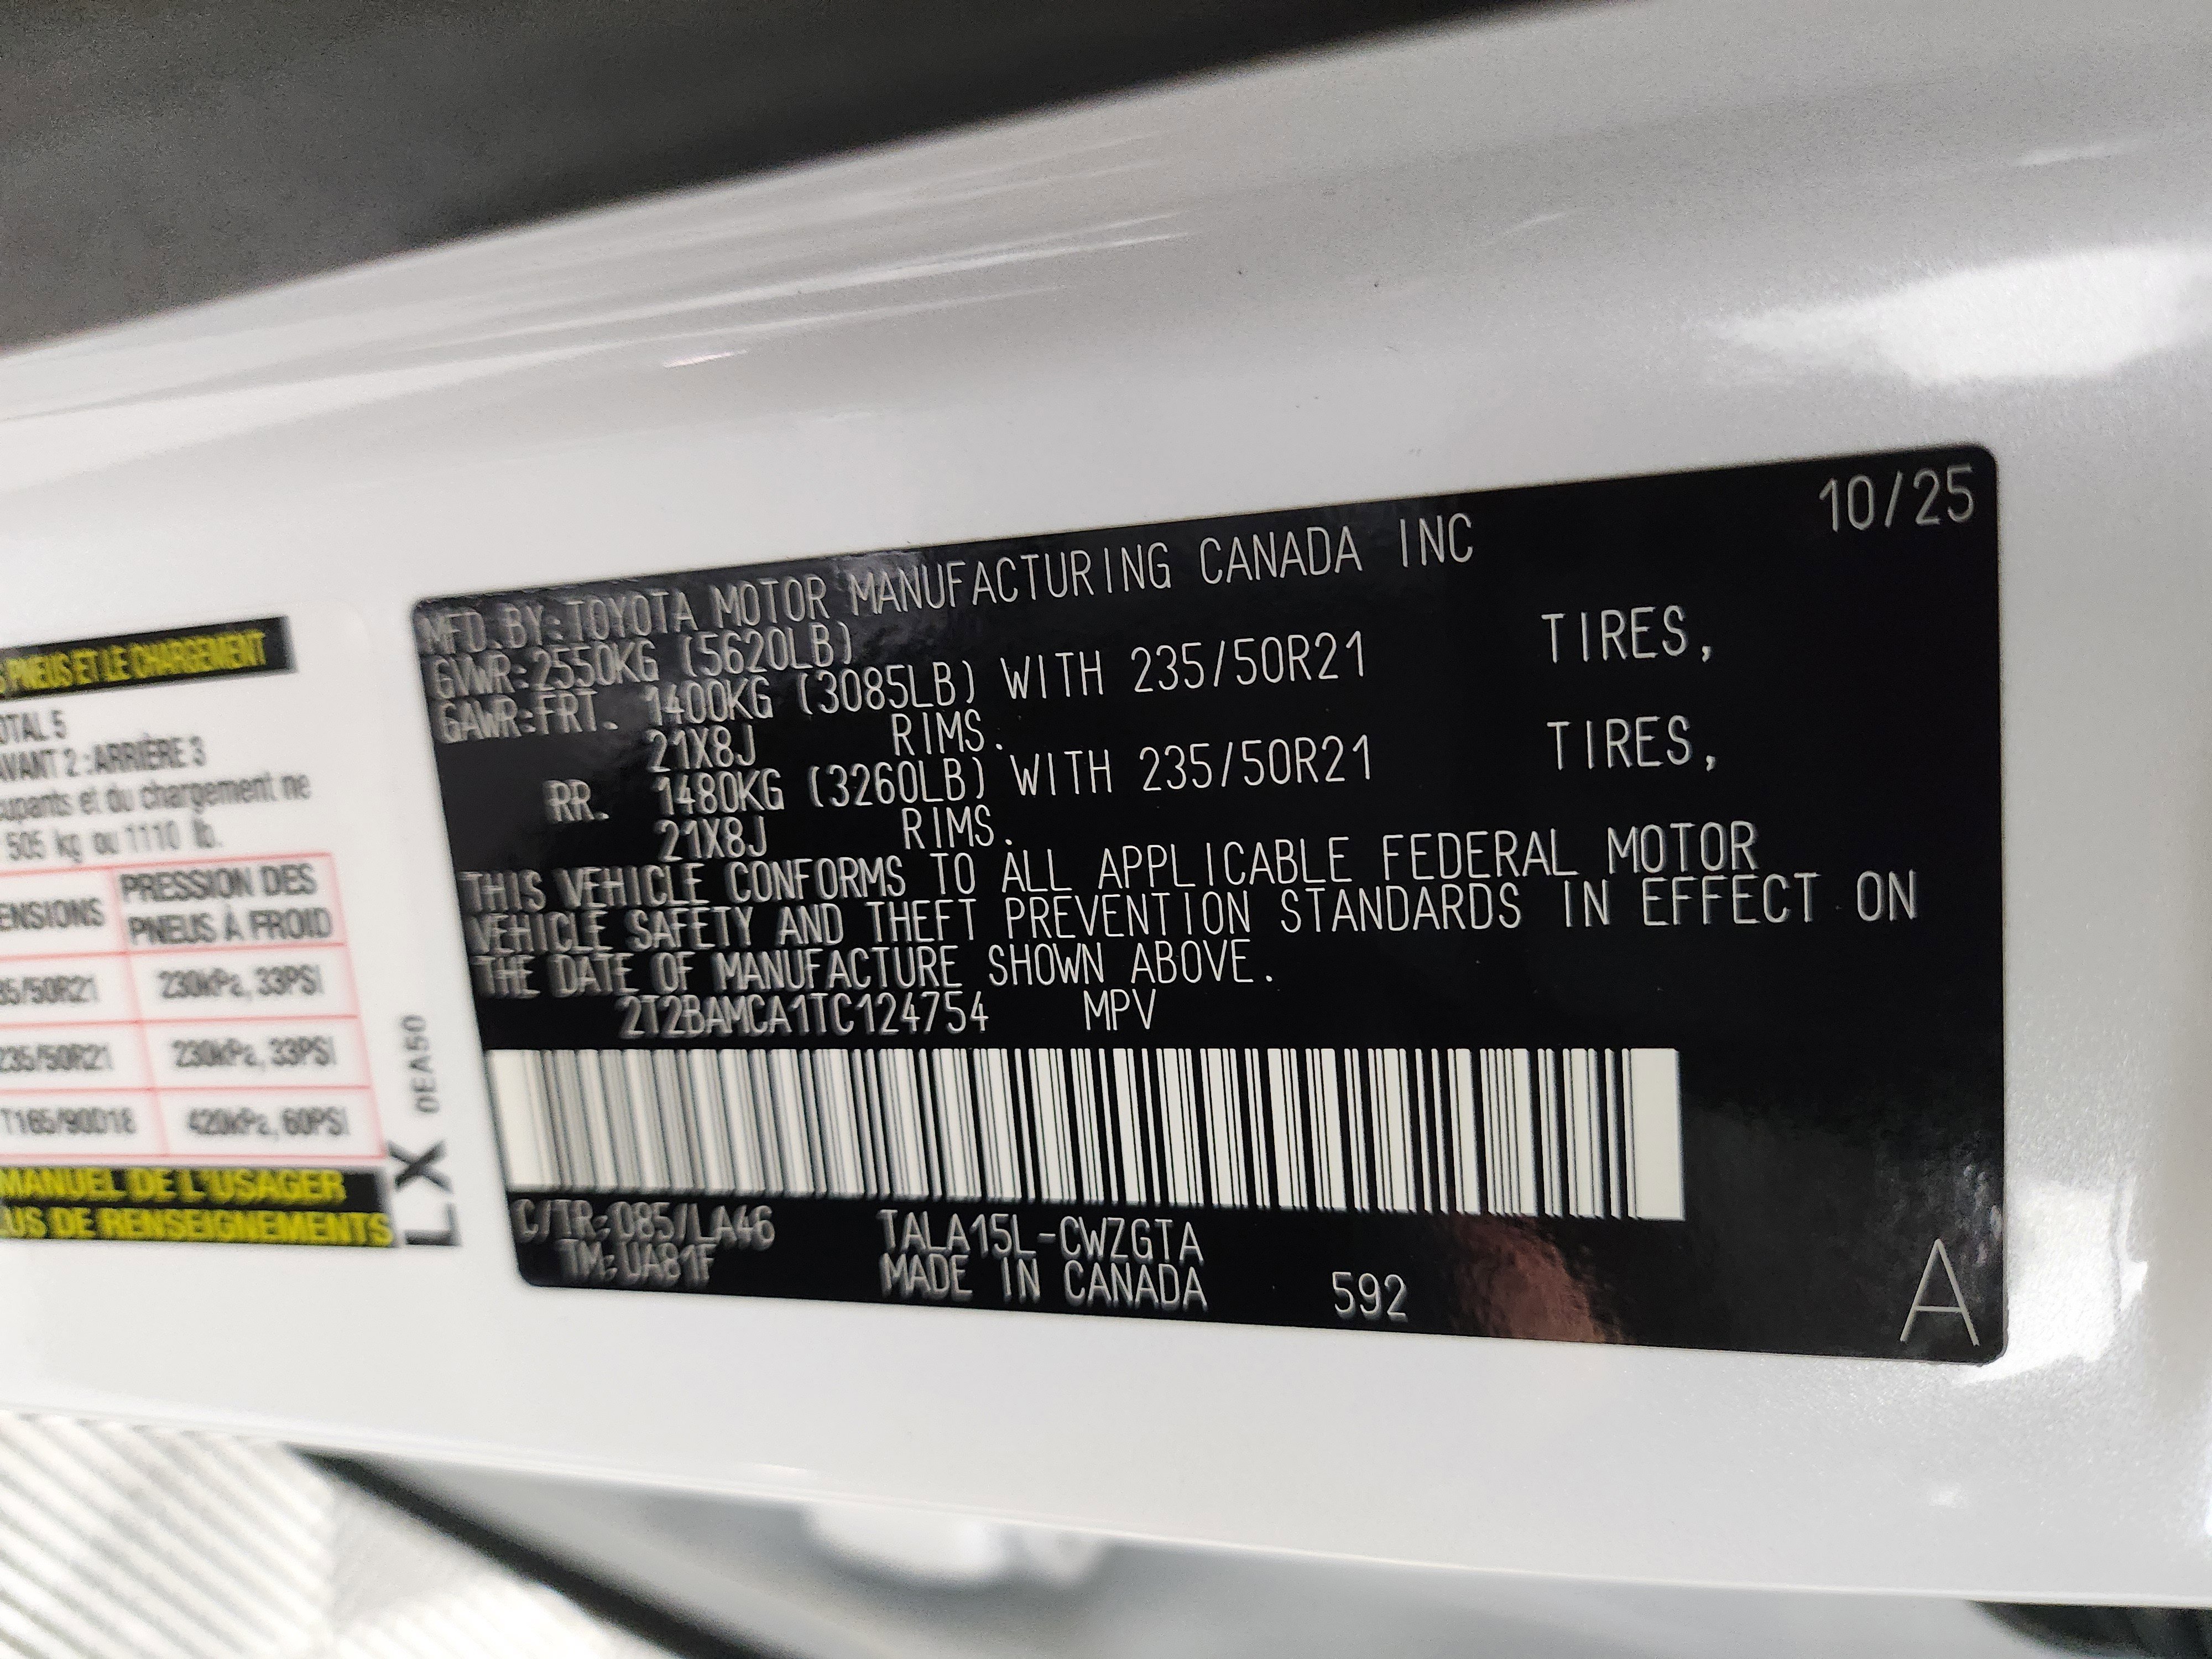 10/25
MFD.BY:TOYOTA MOTOR MANUFACTURING CANADA INC
GVWR:2550KG (5620LB)
GAWR:FRT. 1400KG (3085LB) WITH 235/50R21 TIRES,
21X8J RIMS.
RR. 1480KG (3260LB) WITH 235/50R21 TIRES,
21X8J RIMS.
THIS VEHICLE CONFORMS TO ALL APPLICABLE FEDERAL MOTOR
VEHICLE SAFETY AND THEFT PREVENTION STANDARDS IN EFFECT ON
THE DATE OF MANUFACTURE SHOWN ABOVE.
2T2BAMCA1TC124754 MPV
C/TR:085/LA46 TALA15L-CWZGTA
TM:UA81F MADE IN CANADA 592
A
PNEUS ET LE CHARGEMENT
OTAL 5
AVANT 2 : ARRIÈRE 3
cupants et du chargement ne
505 kg ou 1110 lb.
ENSIONS PRESSION DES
PNEUS À FROID
35/50R21 230kPa, 33PSI
235/50R21 230kPa, 33PSI
T165/90D18 420kPa, 60PSI
MANUEL DE L'USAGER
LUS DE RENSEIGNEMENTS
LX 0EA50